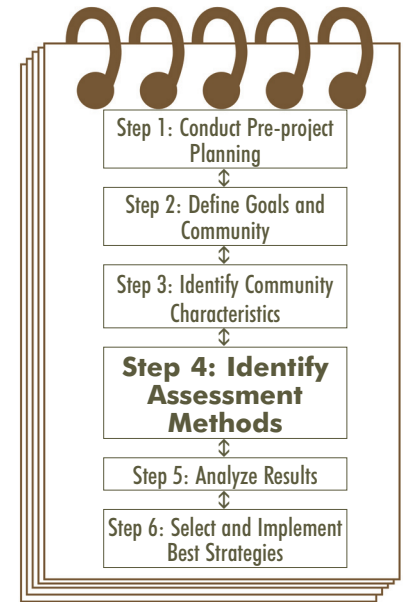 Step 1: Conduct Pre-project
Planning
Step 2: Define Goals and
Community
Step 3: Identify Community
Characteristics
Step 4: Identify
Assessment
Methods
Step 5: Analyze Results
Step 6: Select and Implement
Best Strategies